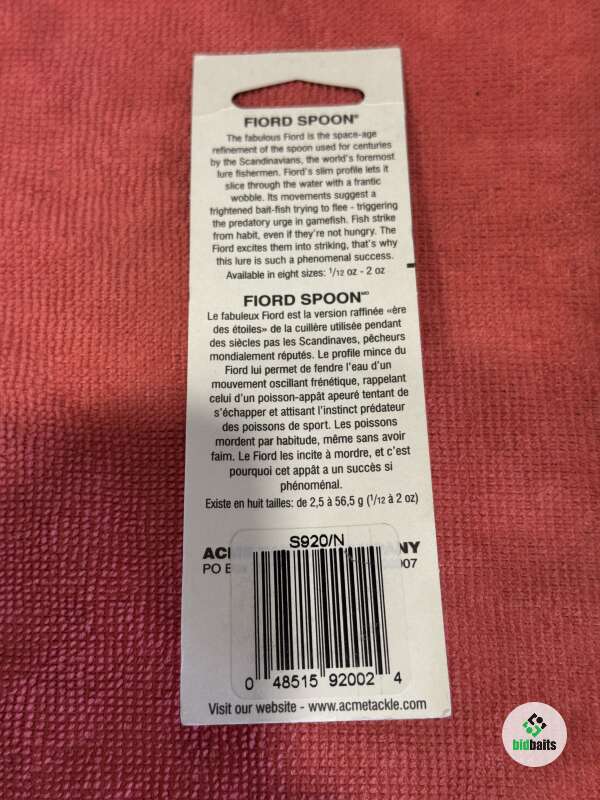 FIORD SPOON®
The fabulous Fiord is the space-age
refinement of the spoon used for centuries
by the Scandinavians, the world's foremost
lure fishermen. Fiord's slim profile lets it
slice through the water with a frantic
wobble. Its movements suggest a
frightened bait-fish trying to flee - triggering
the predatory urge in gamefish. Fish strike
from habit, even if they're not hungry. The
Fiord excites them into striking, that's why
this lure is such a phenomenal success.
Available in eight sizes: 1/12 oz - 2 oz
FIORD SPOON MD
Le fabuleux Fiord est la version raffinée «ère
des étoiles» de la cuillère utilisée pendant
des siècles pas les Scandinaves, pêcheurs
mondialement réputés. Le profile mince du
Fiord lui permet de fendre l'eau d'un
mouvement oscillant frénétique, rappelant
celui d'un poisson-appât apeuré tentant de
s'échapper et attisant l'instinct prédateur
des poissons de sport. Les poissons
mordent par habitude, même sans avoir
faim. Le Fiord les incite à mordre, et c'est
pourquoi cet appât a un succès si
phénoménal.
Existe en huit tailles: de 2,5 à 56,5 g (1/12 à 2 oz)
S920/N
PO
0 48515 92002 4
Visit our website - www.acmetackle.com
bidbaits